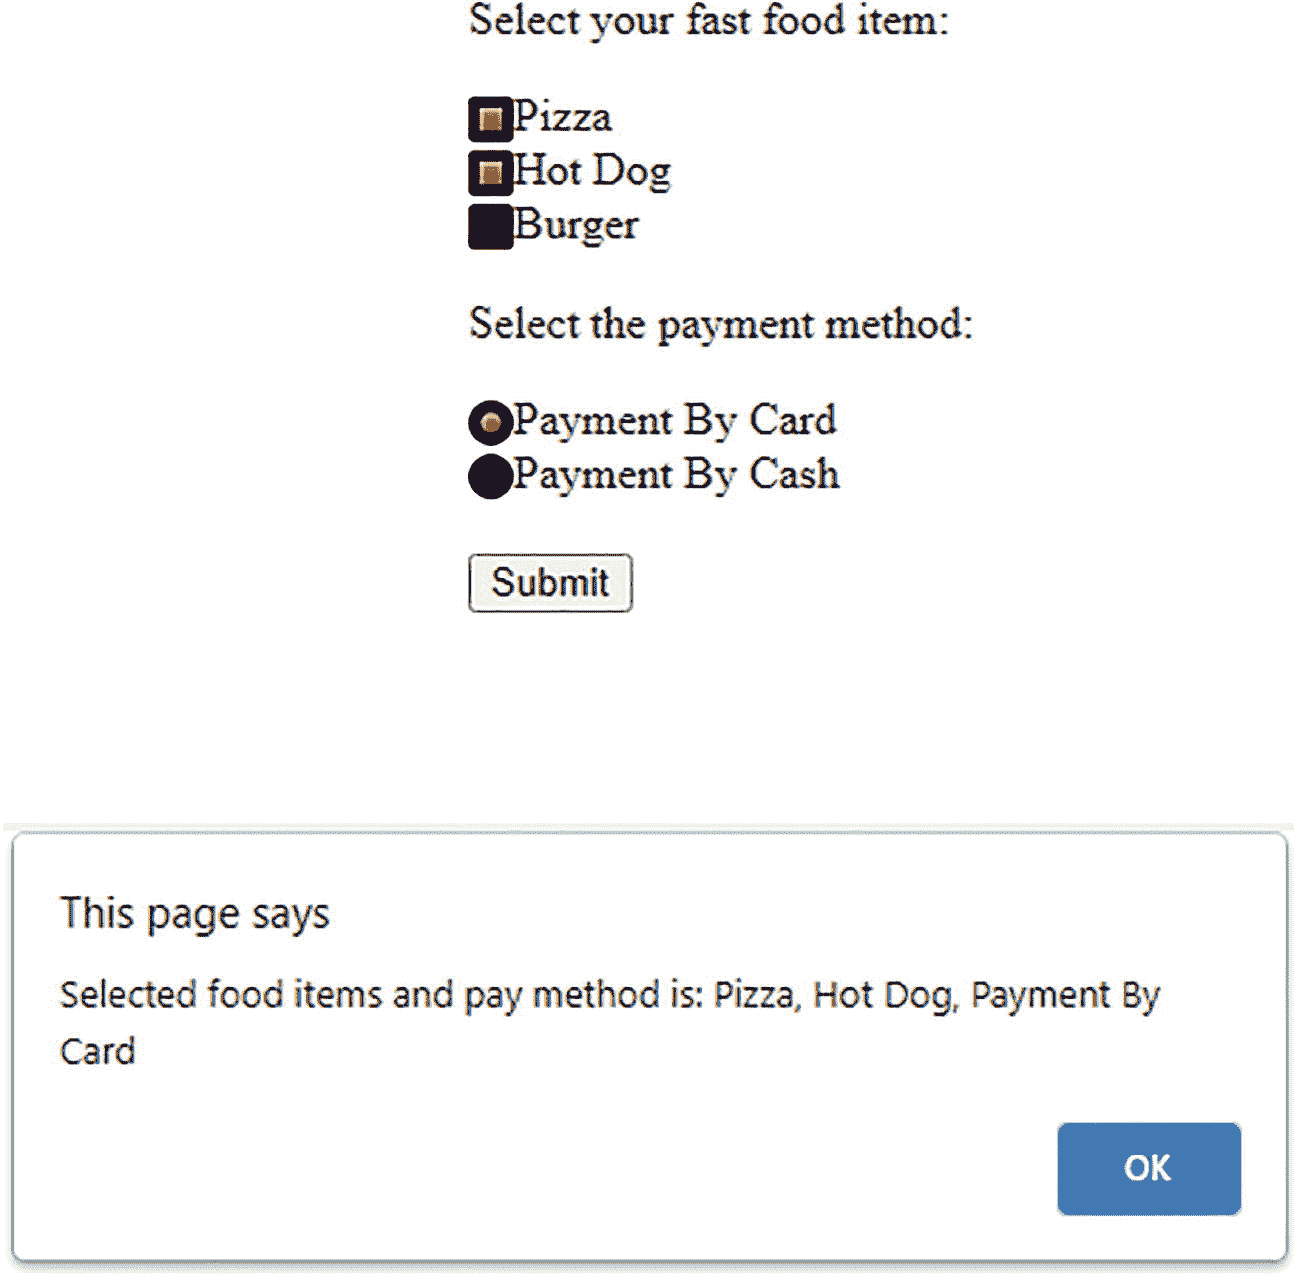 Select your fast food item:
Pizza
Hot Dog
Burger
Select the payment method:
Payment By Card
Payment By Cash
Submit
This page says
Selected food items and pay method is: Pizza, Hot Dog, Payment By
Card
OK